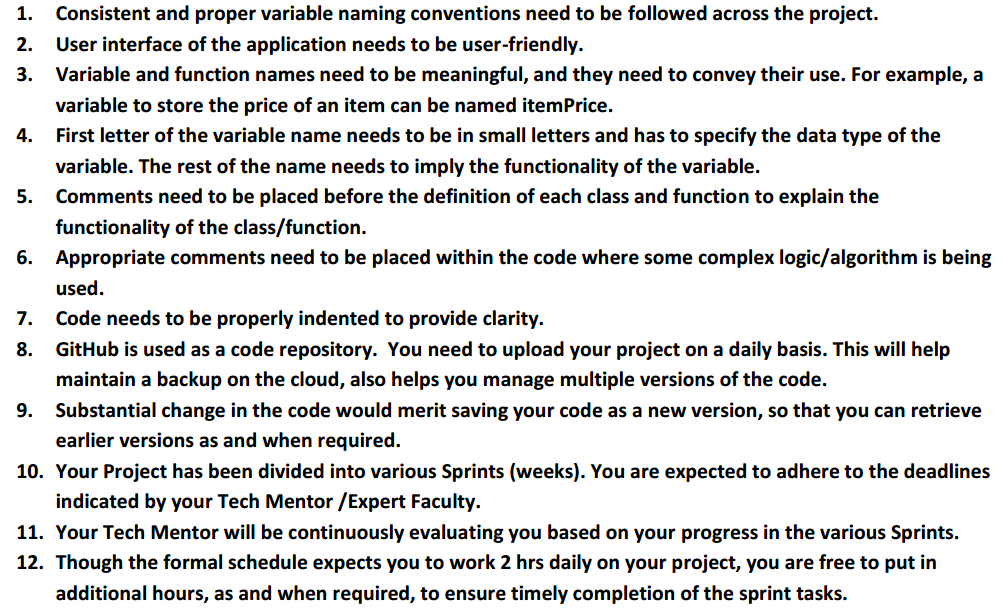 1. Consistent and proper variable naming conventions need to be followed across the project.
2. User interface of the application needs to be user-friendly.
3. Variable and function names need to be meaningful, and they need to convey their use. For example, a
variable to store the price of an item can be named itemPrice.
4. First letter of the variable name needs to be in small letters and has to specify the data type of the
variable. The rest of the name needs to imply the functionality of the variable.
5. Comments need to be placed before the definition of each class and function to explain the
functionality of the class/function.
6. Appropriate comments need to be placed within the code where some complex logic/algorithm is being
used.
7. Code needs to be properly indented to provide clarity.
8. GitHub is used as a code repository.  You need to upload your project on a daily basis. This will help
maintain a backup on the cloud, also helps you manage multiple versions of the code.
9. Substantial change in the code would merit saving your code as a new version, so that you can retrieve
earlier versions as and when required.
10. Your Project has been divided into various Sprints (weeks). You are expected to adhere to the deadlines
indicated by your Tech Mentor /Expert Faculty.
11. Your Tech Mentor will be continuously evaluating you based on your progress in the various Sprints.
12. Though the formal schedule expects you to work 2 hrs daily on your project, you are free to put in
additional hours, as and when required, to ensure timely completion of the sprint tasks.